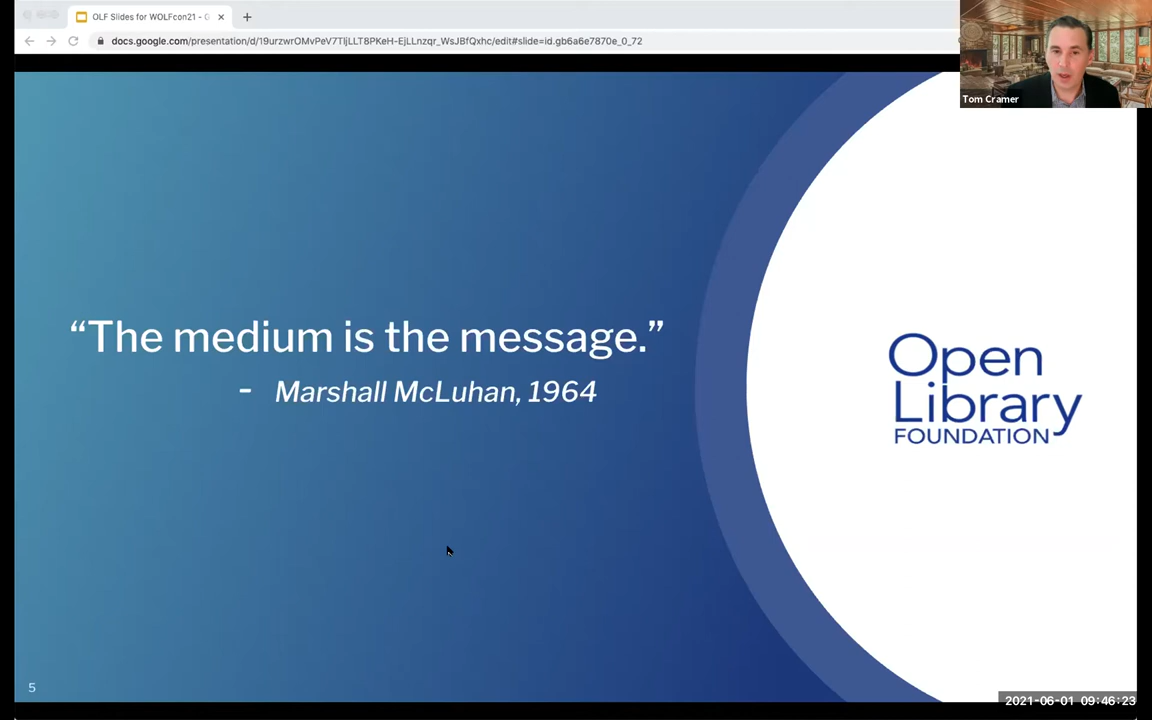 OLF Slides for WOLFcon21 - G
docs.google.com/presentation/d/19urzwrOMvPeV7TljLLT8PKeH-EjLLnzqr_WsJBfQxhc/edit#slide=id.gb6a6e7870e_0_72
Tom Cramer
“The medium is the message.”
- Marshall McLuhan, 1964
Open
Library
FOUNDATION
5
2021-06-01 09:46:23